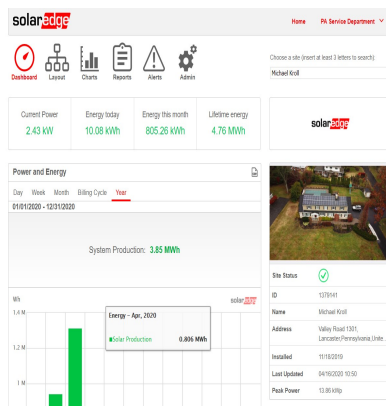 solaredge
Home
PA Service Department
Dashboard
Layout
Charts
Reports
Alerts
Admin
Choose a site (insert at least 3 letters to search)
Michael Kroll
Current Power
2.43 kW
Energy today
10.08 kWh
Energy this month
805.26 kWh
Lifetime energy
4.76 MWh
solaredge
Power and Energy
Day Week Month Billing Cycle Year
01/01/2020 - 12/31/2020
System Production: 3.85 MWh
Wh
solaredge
1.4 M
Energy – Apr, 2020
Solar Production 0.806 MWh
1.2 M
1 M
Site Status
ID 1379141
Name Michael Kroll
Address Valley Road 1301,
Lancaster,Pennsylvania,Unite..
Installed 11/18/2019
Last Updated 04/16/2020 10:50
Peak Power 13.86 kWp